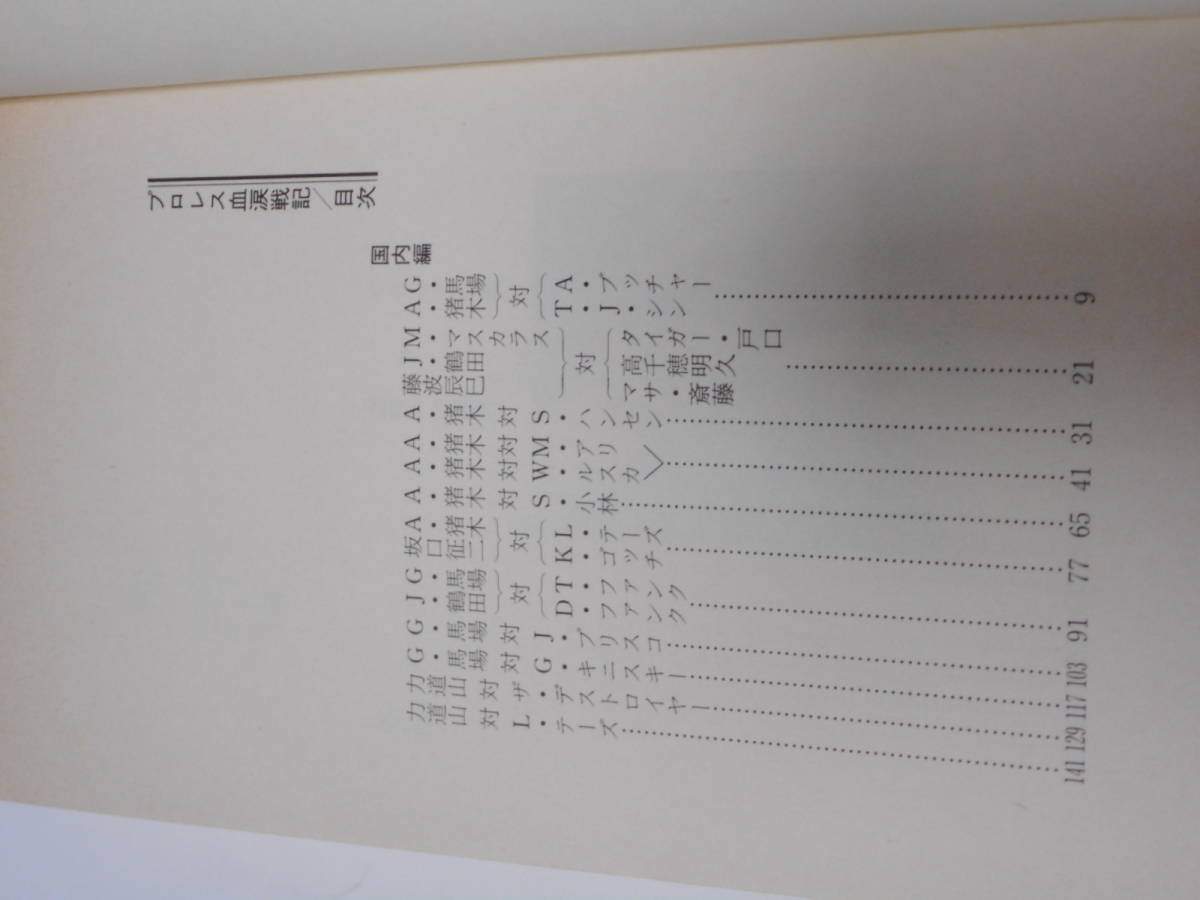 プロレス血涙戦記／目次
国内編
G・馬場
A・猪木
対
A・ブッチャー
T・J・シン
9
M・マスカラス
J・鶴田
藤波辰巳
対
タイガー・戸口
高千穂明久
マサ・斎藤
21
A・猪木対S・ハンセン
31
A・猪木対M・アリ
A・猪木対W・ルスカ
41
A・猪木対S・小林
65
A・猪木
坂口征二
対
L・テーズ
K・ゴッチ
77
G・馬場
J・鶴田
対
T・ファンク
D・ファンク
91
G・馬場対J・ブリスコ
103
G・馬場対G・キニスキー
117
力道山対ザ・デストロイヤー
129
力道山対L・テーズ
141